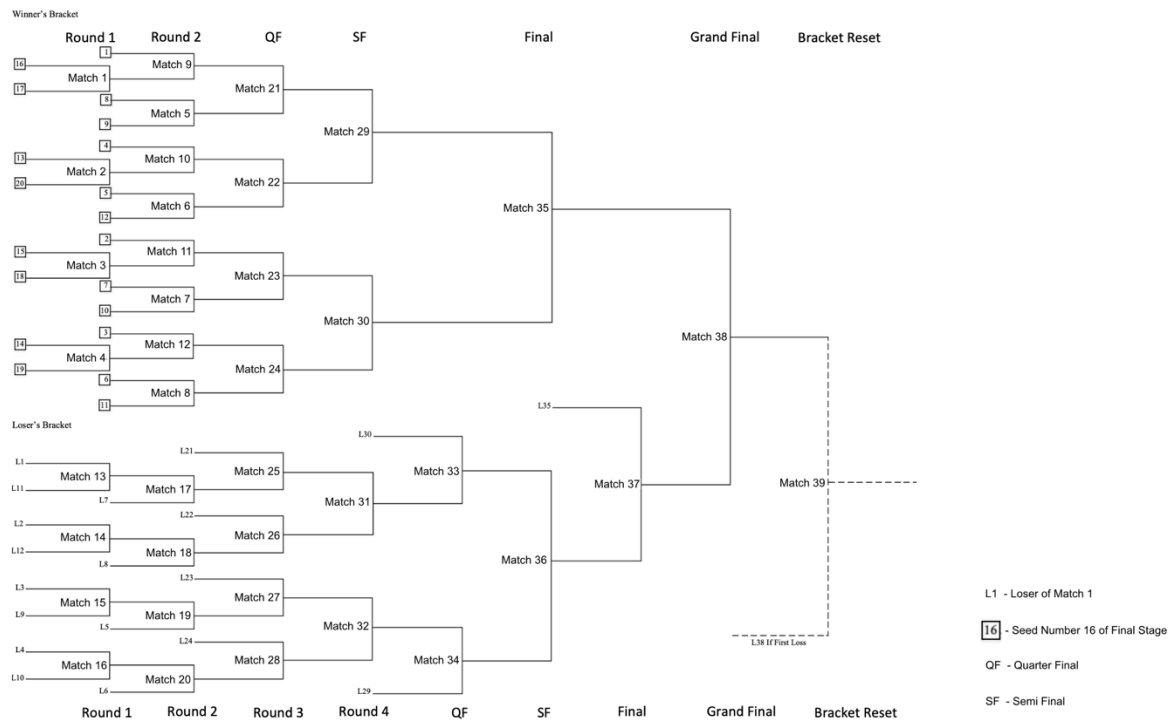 Winner's Bracket
Round 1 Round 2 QF SF Final Grand Final Bracket Reset
1
Match 9
16
Match 1
17
Match 21
8
Match 5
9
Match 29
4
Match 10
13
Match 2
20
Match 22
5
Match 6
12
Match 35
2
Match 11
15
Match 3
18
Match 23
7
Match 7
10
Match 30
3
Match 12
14
Match 4
19
Match 24
6
Match 8
11
Match 38
Loser's Bracket
L35
L30
L21
L1
Match 13
L11
Match 25
Match 17
L7
Match 33
Match 31
L22
L2
Match 14
L12
Match 26
Match 18
L8
Match 37
Match 39
Match 36
L23
L3
Match 15
L9
Match 27
Match 19
L5
Match 32
L24
L4
Match 16
L10
Match 28
Match 20
L6
Match 34
L29
L38 If First Loss
L1 - Loser of Match 1
16 - Seed Number 16 of Final Stage
QF - Quarter Final
SF - Semi Final
Round 1 Round 2 Round 3 Round 4 QF SF Final Grand Final Bracket Reset